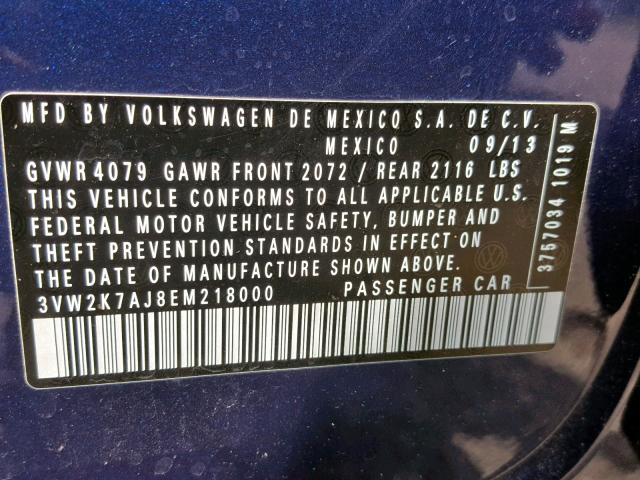 MFD BY VOLKSWAGEN DE MEXICO S.A. DE C.V.
MEXICO 09/13
GVWR 4079 GAWR FRONT 2072 / REAR 2116 LBS
THIS VEHICLE CONFORMS TO ALL APPLICABLE U.S.
FEDERAL MOTOR VEHICLE SAFETY, BUMPER AND
THEFT PREVENTION STANDARDS IN EFFECT ON
THE DATE OF MANUFACTURE SHOWN ABOVE.
3VW2K7AJ8EM218000 PASSENGER CAR
3757034 1019 M